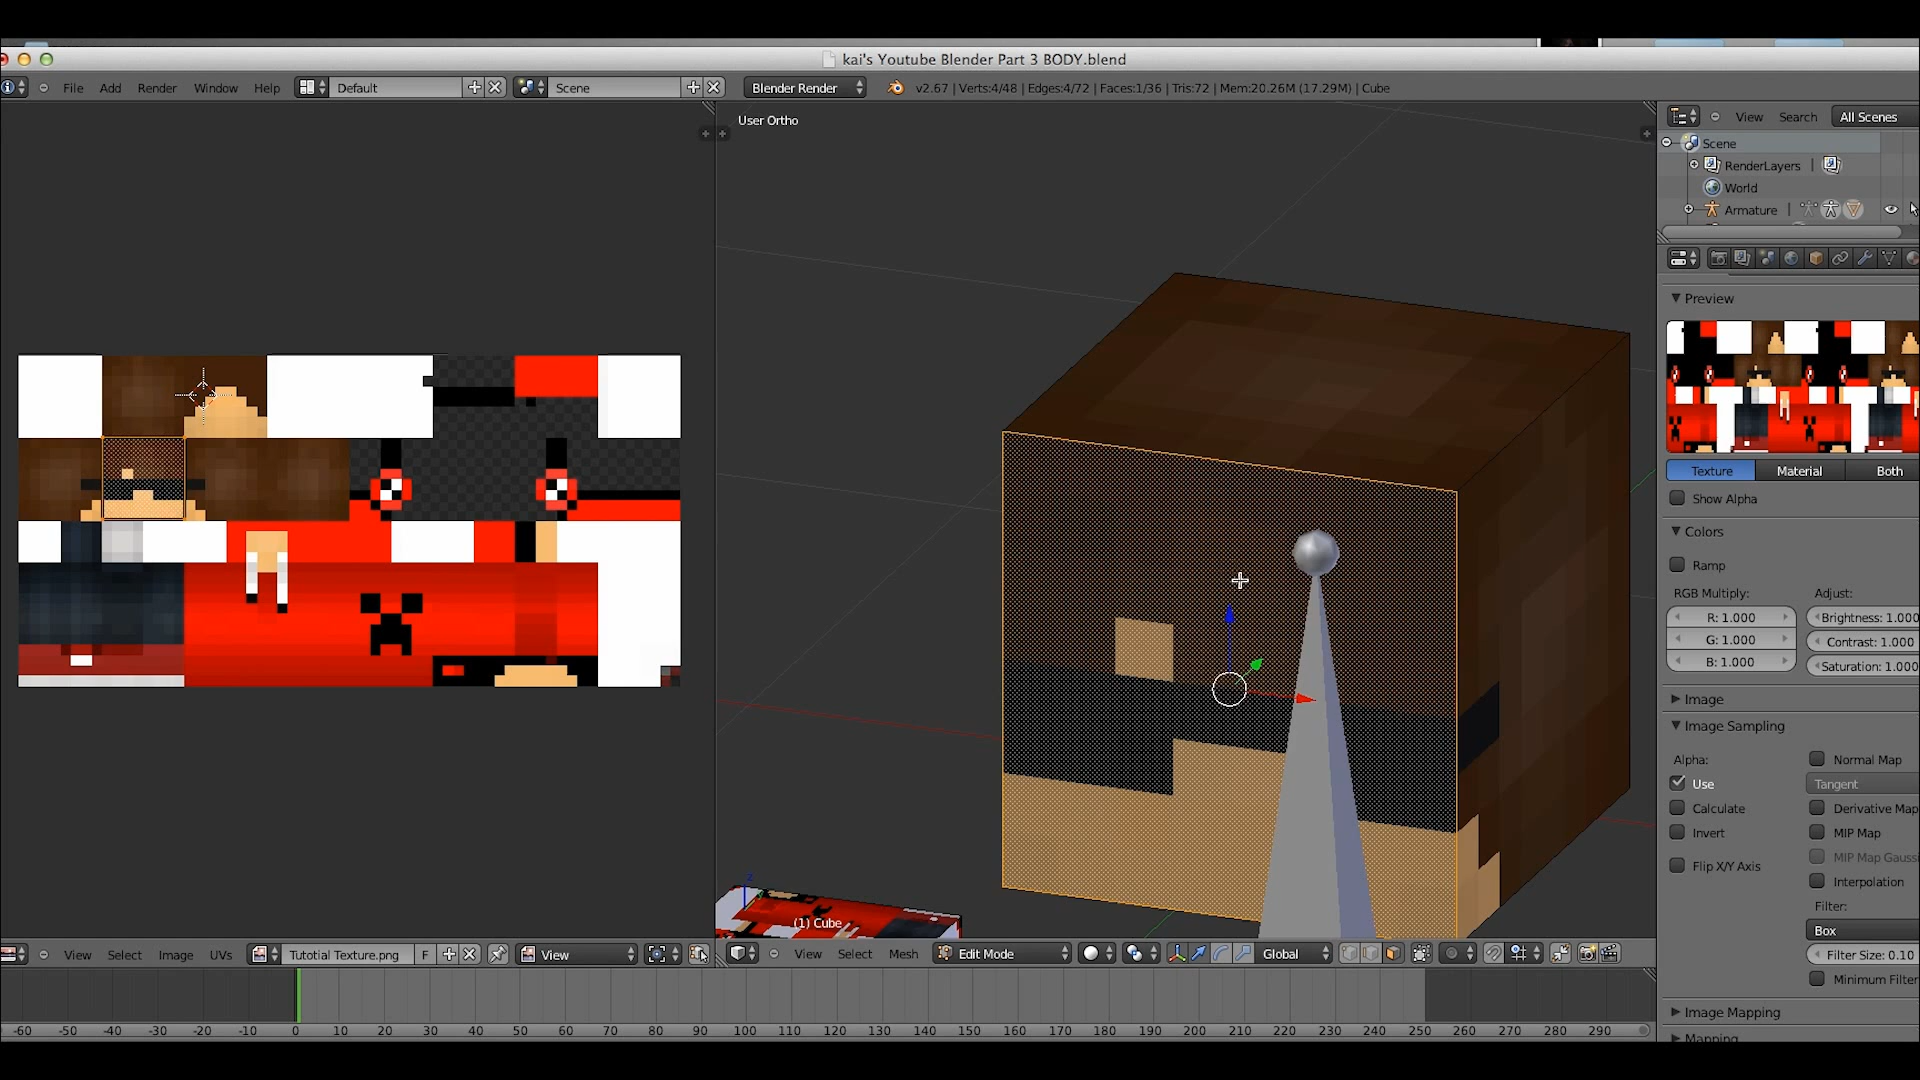 kai's Youtube Blender Part 3 BODY.blend
File Add Render Window Help Default Scene Blender Render v2.67 | Verts:4/48 | Edges:4/72 | Faces:1/36 | Tris:72 | Mem:20.26M (17.29M) | Cube
User Ortho
View Search All Scenes
Scene
RenderLayers |
World
Armature |
Preview
Texture Material Both
Show Alpha
Colors
Ramp
RGB Multiply: Adjust:
R: 1.000 Brightness: 1.000
G: 1.000 Contrast: 1.000
B: 1.000 Saturation: 1.000
Image
Image Sampling
Alpha: Normal Map
Use Tangent
Calculate Derivative Map
Invert MIP Map
MIP Map Gauss
Flip X/Y Axis
Interpolation
Filter:
Box
Filter Size: 0.10
Minimum Filter
Image Mapping
Mapping
z
(1) Cube
View Select Image UVs Tutotial Texture.png F View
View Select Mesh Edit Mode Global
-60 -50 -40 -30 -20 -10 0 10 20 30 40 50 60 70 80 90 100 110 120 130 140 150 160 170 180 190 200 210 220 230 240 250 260 270 280 290